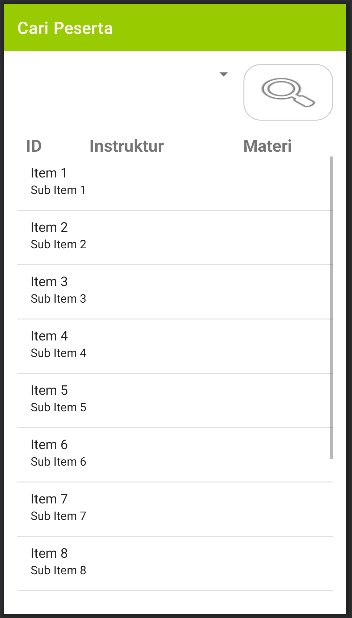 Cari Peserta
ID Instruktur Materi
Item 1
Sub Item 1
Item 2
Sub Item 2
Item 3
Sub Item 3
Item 4
Sub Item 4
Item 5
Sub Item 5
Item 6
Sub Item 6
Item 7
Sub Item 7
Item 8
Sub Item 8